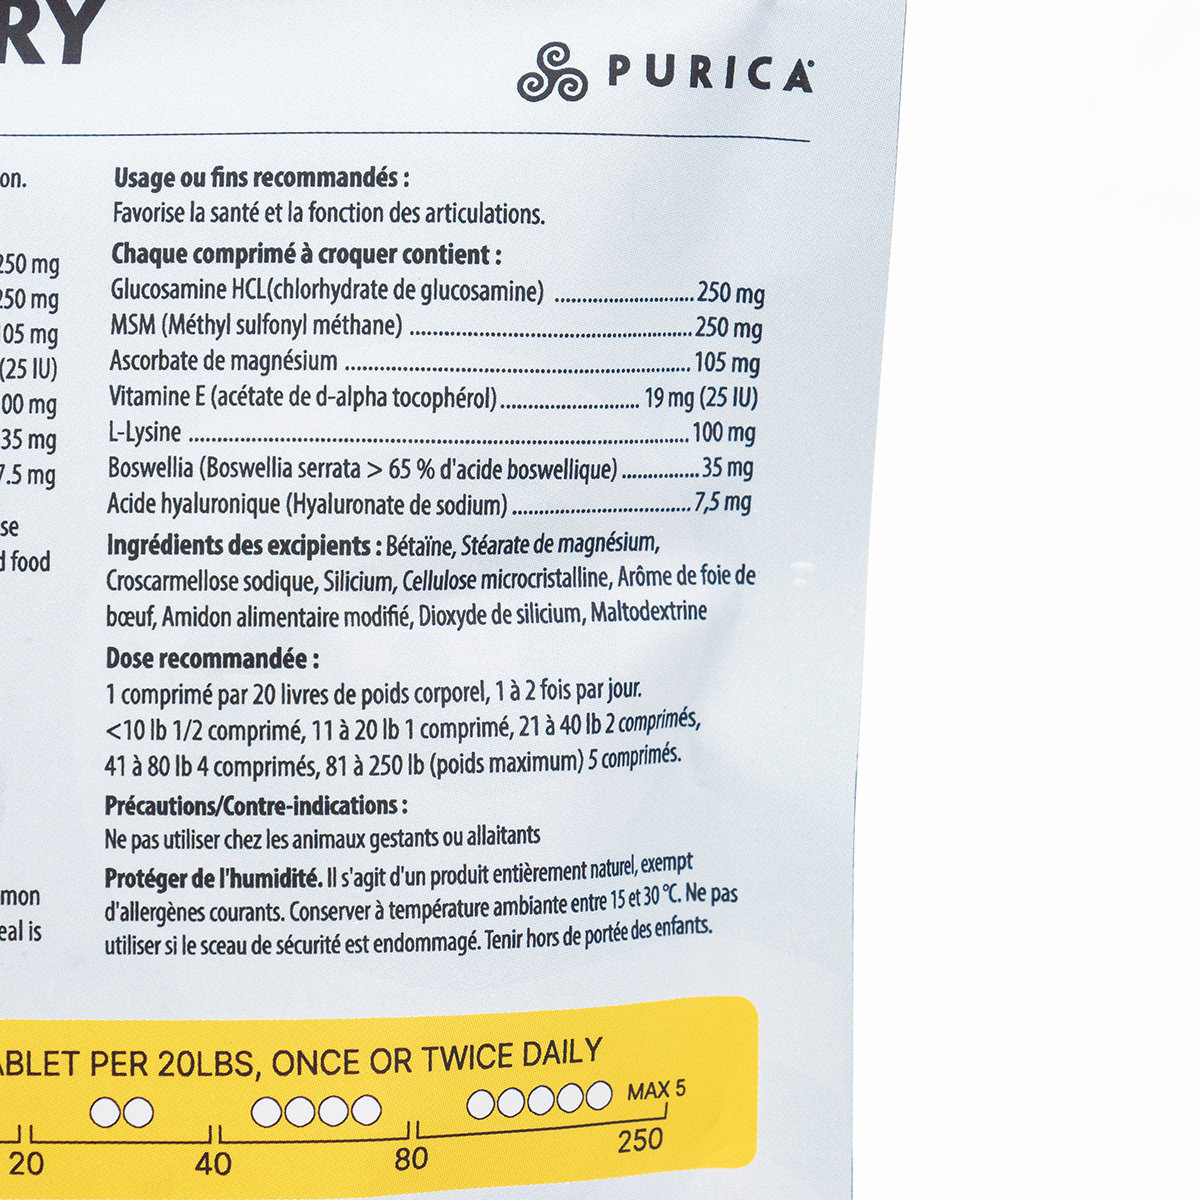 RY
PURICA
on.
250 mg
250 mg
105 mg
(25 IU)
00 mg
35 mg
7.5 mg
se
d food
mon
eal is
Usage ou fins recommandés :
Favorise la santé et la fonction des articulations.
Chaque comprimé à croquer contient :
Glucosamine HCL(chlorhydrate de glucosamine) ............................ 250 mg
MSM (Méthyl sulfonyl méthane) ......................................................... 250 mg
Ascorbate de magnésium ...................................................................... 105 mg
Vitamine E (acétate de d-alpha tocophérol) ............................ 19 mg (25 IU)
L-Lysine ..................................................................................................... 100 mg
Boswellia (Boswellia serrata > 65 % d'acide boswellique) ................ 35 mg
Acide hyaluronique (Hyaluronate de sodium) .................................... 7,5 mg
Ingrédients des excipients : Bétaïne, Stéarate de magnésium,
Croscarmellose sodique, Silicium, Cellulose microcristalline, Arôme de foie de
bœuf, Amidon alimentaire modifié, Dioxyde de silicium, Maltodextrine
Dose recommandée :
1 comprimé par 20 livres de poids corporel, 1 à 2 fois par jour.
<10 lb 1/2 comprimé, 11 à 20 lb 1 comprimé, 21 à 40 lb 2 comprimés,
41 à 80 lb 4 comprimés, 81 à 250 lb (poids maximum) 5 comprimés.
Précautions/Contre-indications :
Ne pas utiliser chez les animaux gestants ou allaitants
Protéger de l'humidité. Il s'agit d'un produit entièrement naturel, exempt
d'allergènes courants. Conserver à température ambiante entre 15 et 30 °C. Ne pas
utiliser si le sceau de sécurité est endommagé. Tenir hors de portée des enfants.
ABLET PER 20LBS, ONCE OR TWICE DAILY
MAX 5
20 40 80 250